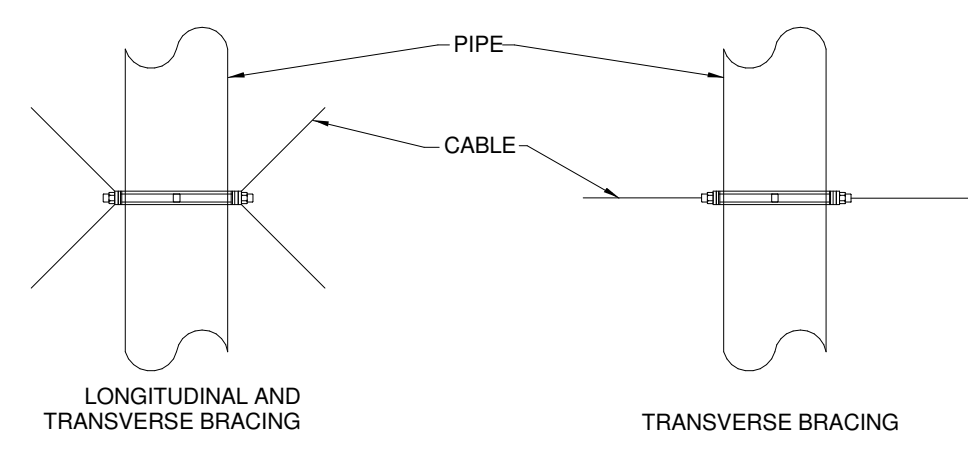 PIPE
CABLE
LONGITUDINAL AND
TRANSVERSE BRACING
TRANSVERSE BRACING